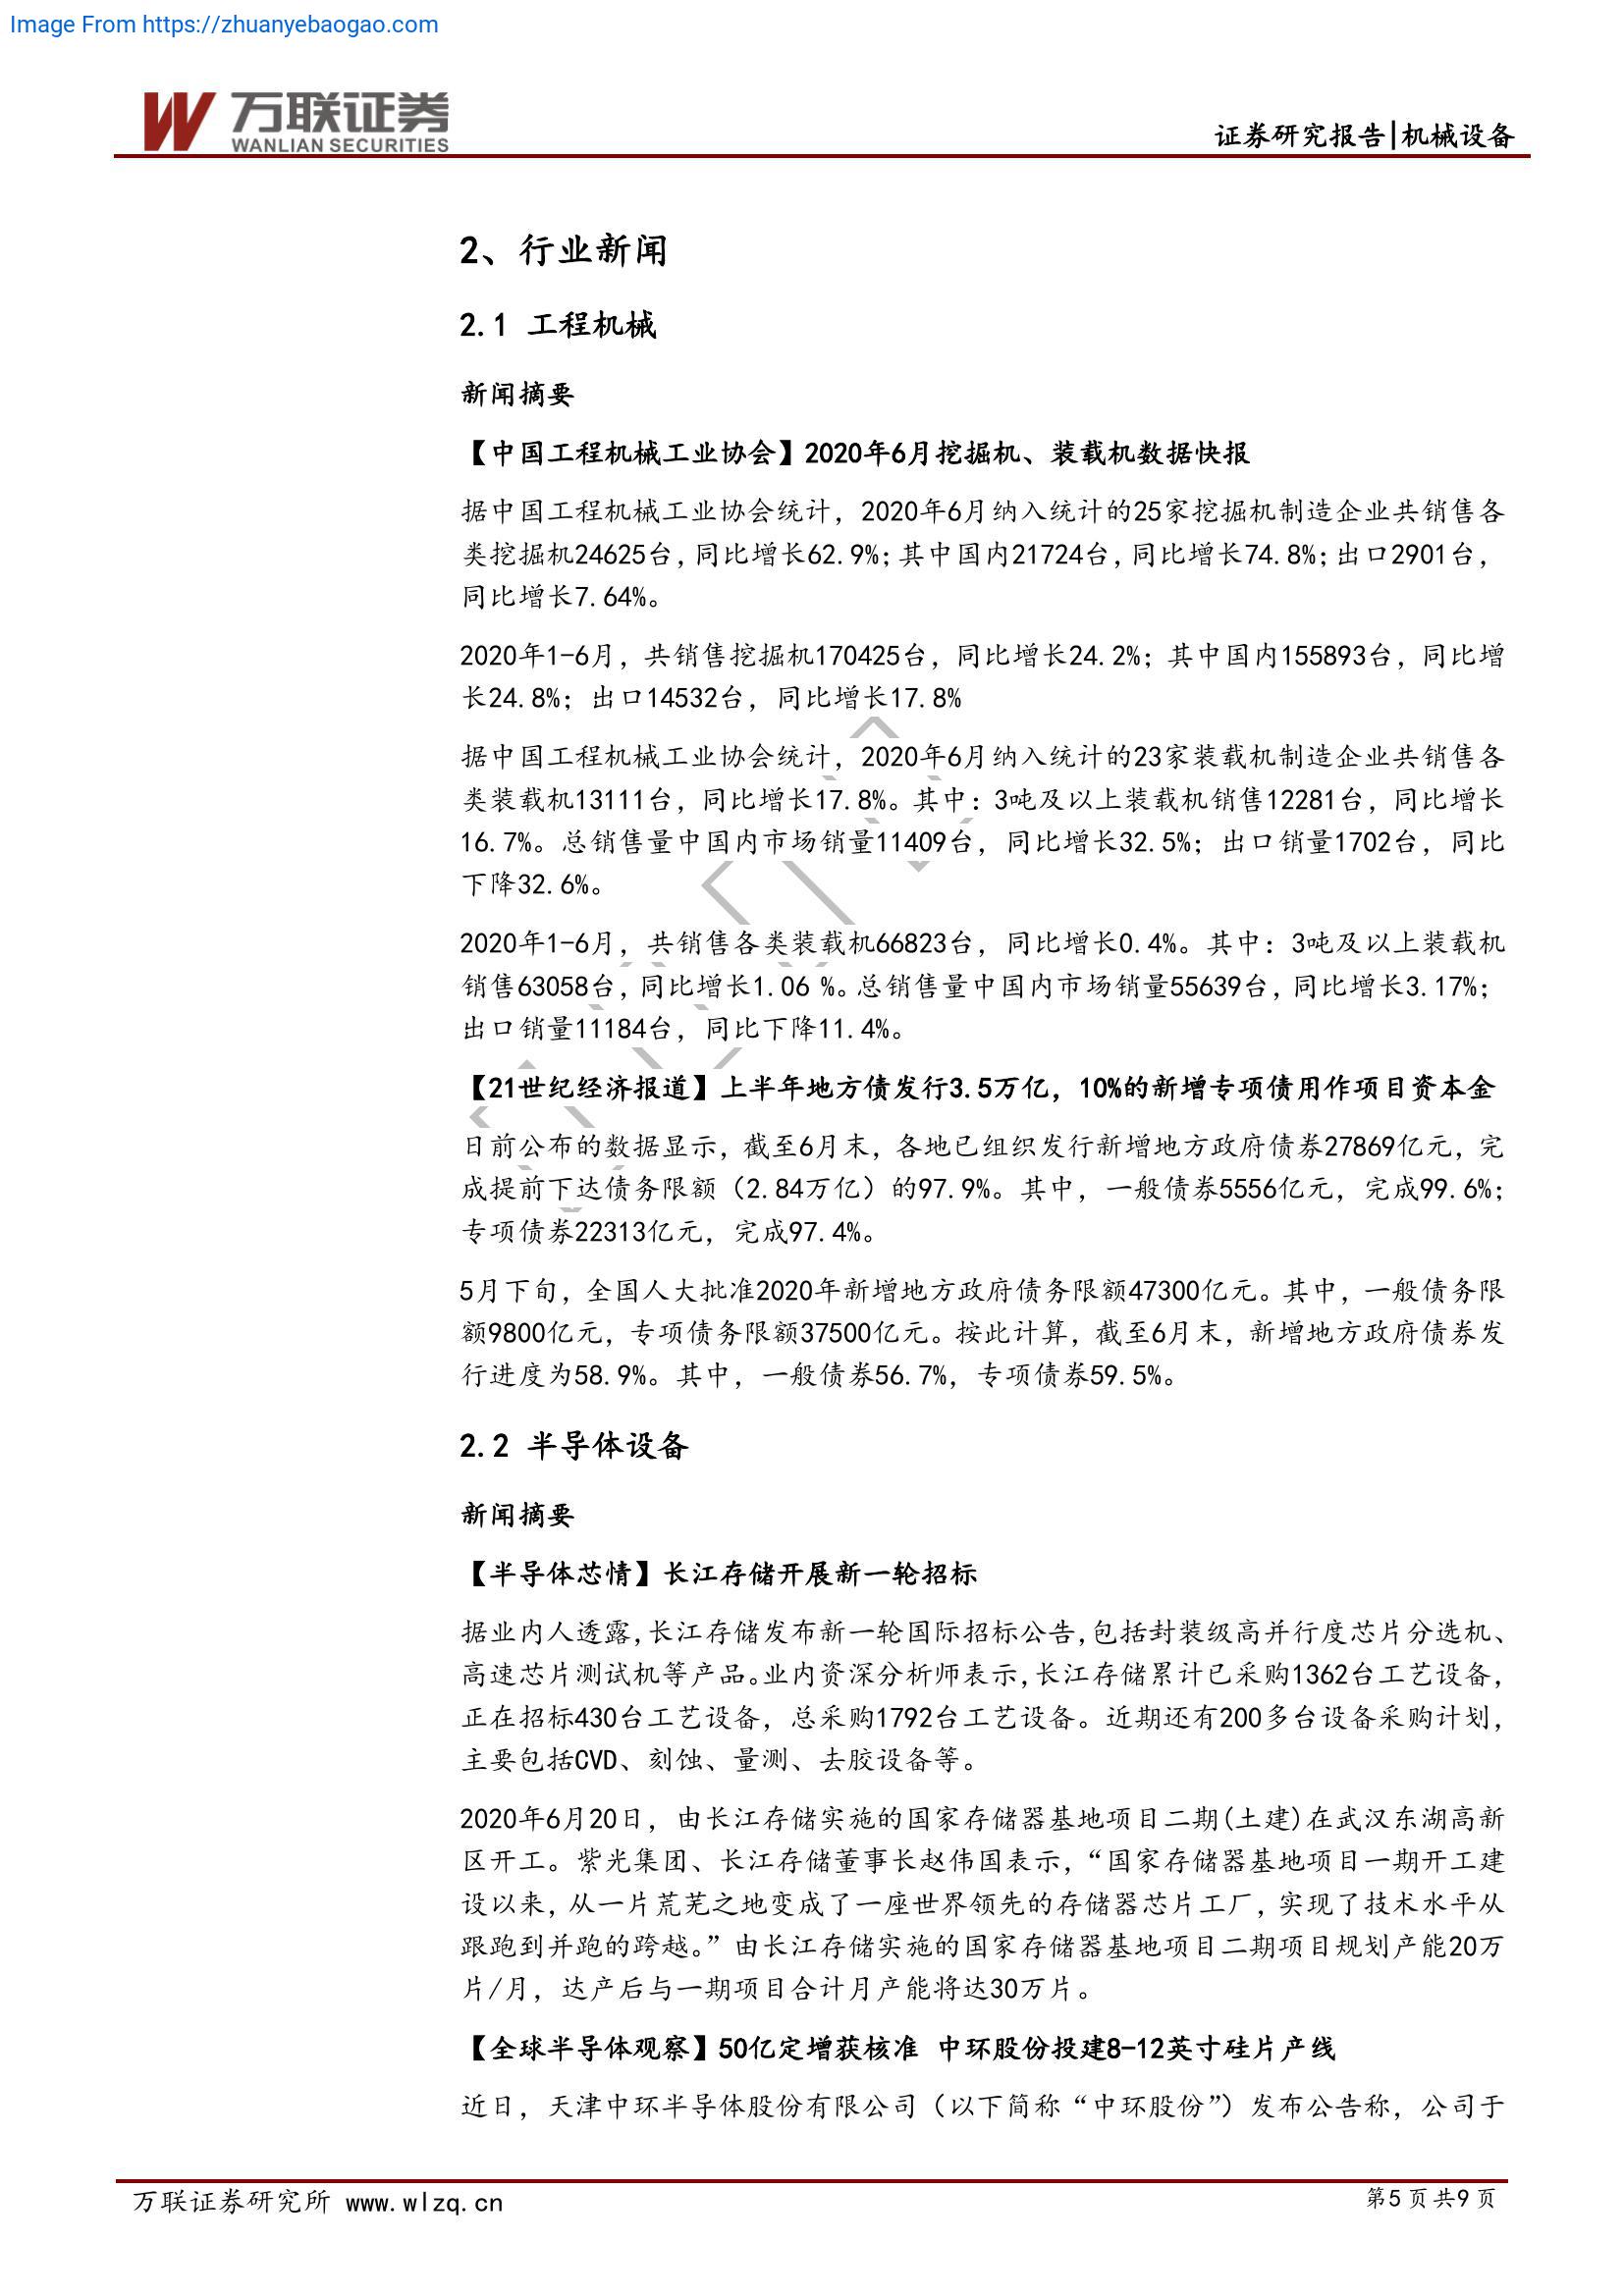 Image From https://zhuanyebaogao.com
万联证券
WANLIAN SECURITIES
证券研究报告|机械设备
2、行业新闻
2.1 工程机械
新闻摘要
【中国工程机械工业协会】2020年6月挖掘机、装载机数据快报
据中国工程机械工业协会统计，2020年6月纳入统计的25家挖掘机制造企业共销售各
类挖掘机24625台，同比增长62.9%；其中国内21724台，同比增长74.8%；出口2901台，
同比增长7.64%。
2020年1-6月，共销售挖掘机170425台，同比增长24.2%；其中国内155893台，同比增
长24.8%；出口14532台，同比增长17.8%
据中国工程机械工业协会统计，2020年6月纳入统计的23家装载机制造企业共销售各
类装载机13111台，同比增长17.8%。其中：3吨及以上装载机销售12281台，同比增长
16.7%。总销售量中国内市场销量11409台，同比增长32.5%；出口销量1702台，同比
下降32.6%。
2020年1-6月，共销售各类装载机66823台，同比增长0.4%。其中：3吨及以上装载机
销售63058台，同比增长1.06 %。总销售量中国内市场销量55639台，同比增长3.17%；
出口销量11184台，同比下降11.4%。
【21世纪经济报道】上半年地方债发行3.5万亿，10%的新增专项债用作项目资本金
日前公布的数据显示，截至6月末，各地已组织发行新增地方政府债券27869亿元，完
成提前下达债务限额（2.84万亿）的97.9%。其中，一般债券5556亿元，完成99.6%；
专项债券22313亿元，完成97.4%。
5月下旬，全国人大批准2020年新增地方政府债务限额47300亿元。其中，一般债务限
额9800亿元，专项债务限额37500亿元。按此计算，截至6月末，新增地方政府债券发
行进度为58.9%。其中，一般债券56.7%，专项债券59.5%。
2.2 半导体设备
新闻摘要
【半导体芯情】长江存储开展新一轮招标
据业内人透露，长江存储发布新一轮国际招标公告，包括封装级高并行度芯片分选机、
高速芯片测试机等产品。业内资深分析师表示，长江存储累计已采购1362台工艺设备，
正在招标430台工艺设备，总采购1792台工艺设备。近期还有200多台设备采购计划，
主要包括CVD、刻蚀、量测、去胶设备等。
2020年6月20日，由长江存储实施的国家存储器基地项目二期(土建)在武汉东湖高新
区开工。紫光集团、长江存储董事长赵伟国表示，“国家存储器基地项目一期开工建
设以来，从一片荒芜之地变成了一座世界领先的存储器芯片工厂，实现了技术水平从
跟跑到并跑的跨越。”由长江存储实施的国家存储器基地项目二期项目规划产能20万
片/月，达产后与一期项目合计月产能将达30万片。
【全球半导体观察】50亿定增获核准 中环股份投建8-12英寸硅片产线
近日，天津中环半导体股份有限公司（以下简称“中环股份”）发布公告称，公司于
万联证券研究所 www.wlzq.cn
第5页共9页